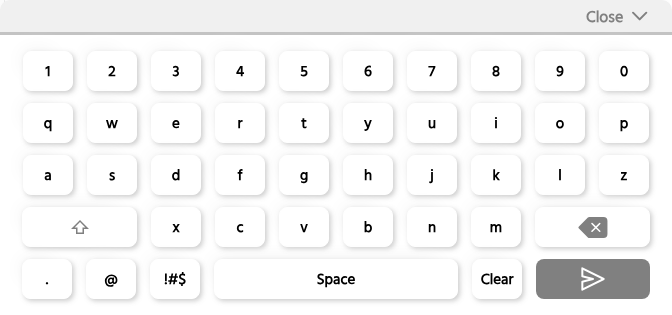 Close
1 2 3 4 5 6 7 8 9 0
q w e r t y u i o p
a s d f g h j k l z
x c v b n m
. @ !#$ Space Clear